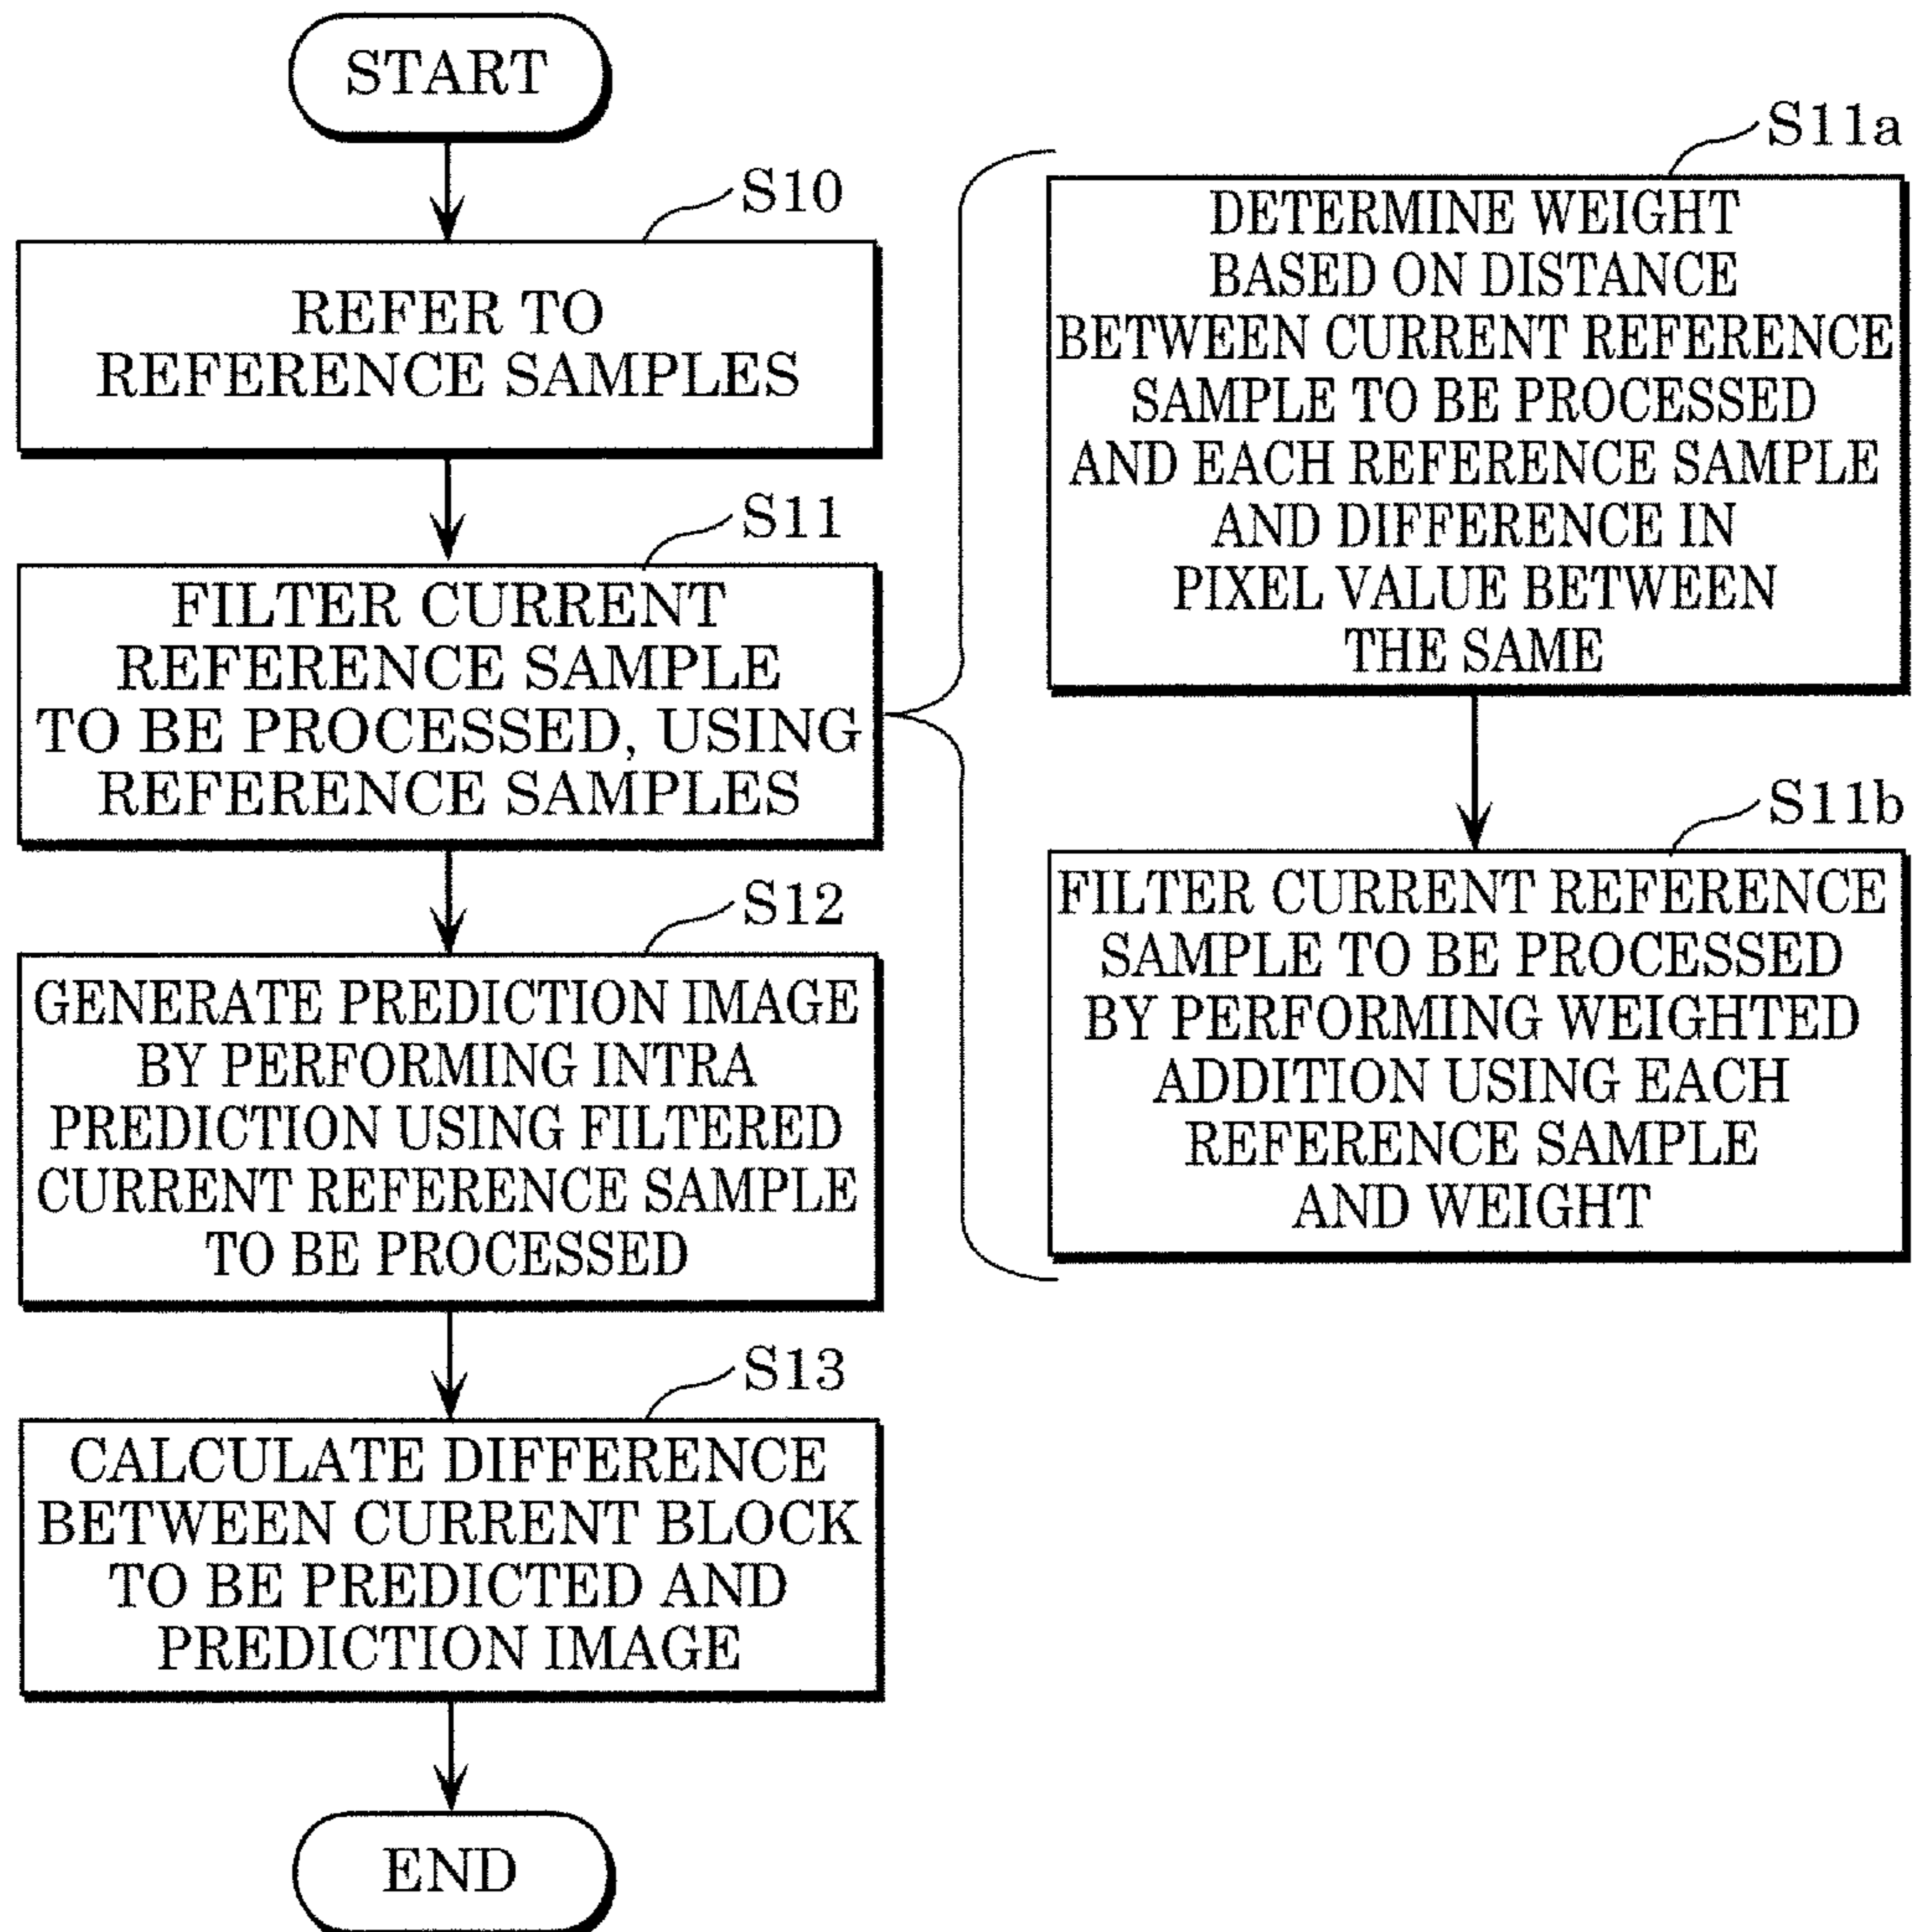 START
S10
REFER TO
REFERENCE SAMPLES
S11
FILTER CURRENT
REFERENCE SAMPLE
TO BE PROCESSED, USING
REFERENCE SAMPLES
S12
GENERATE PREDICTION IMAGE
BY PERFORMING INTRA
PREDICTION USING FILTERED
CURRENT REFERENCE SAMPLE
TO BE PROCESSED
S13
CALCULATE DIFFERENCE
BETWEEN CURRENT BLOCK
TO BE PREDICTED AND
PREDICTION IMAGE
END
S11a
DETERMINE WEIGHT
BASED ON DISTANCE
BETWEEN CURRENT REFERENCE
SAMPLE TO BE PROCESSED
AND EACH REFERENCE SAMPLE
AND DIFFERENCE IN
PIXEL VALUE BETWEEN
THE SAME
S11b
FILTER CURRENT REFERENCE
SAMPLE TO BE PROCESSED
BY PERFORMING WEIGHTED
ADDITION USING EACH
REFERENCE SAMPLE
AND WEIGHT